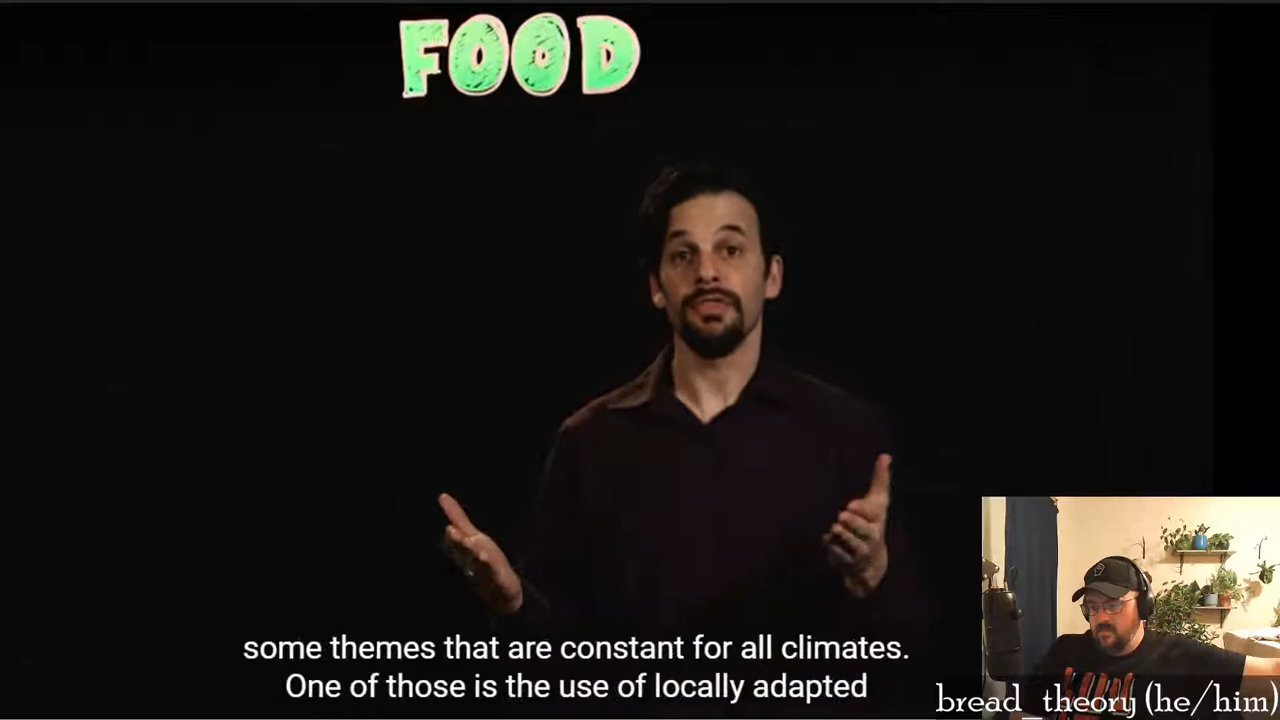 FOOD
some themes that are constant for all climates.
One of those is the use of locally adapted
bread_theory (he/him)